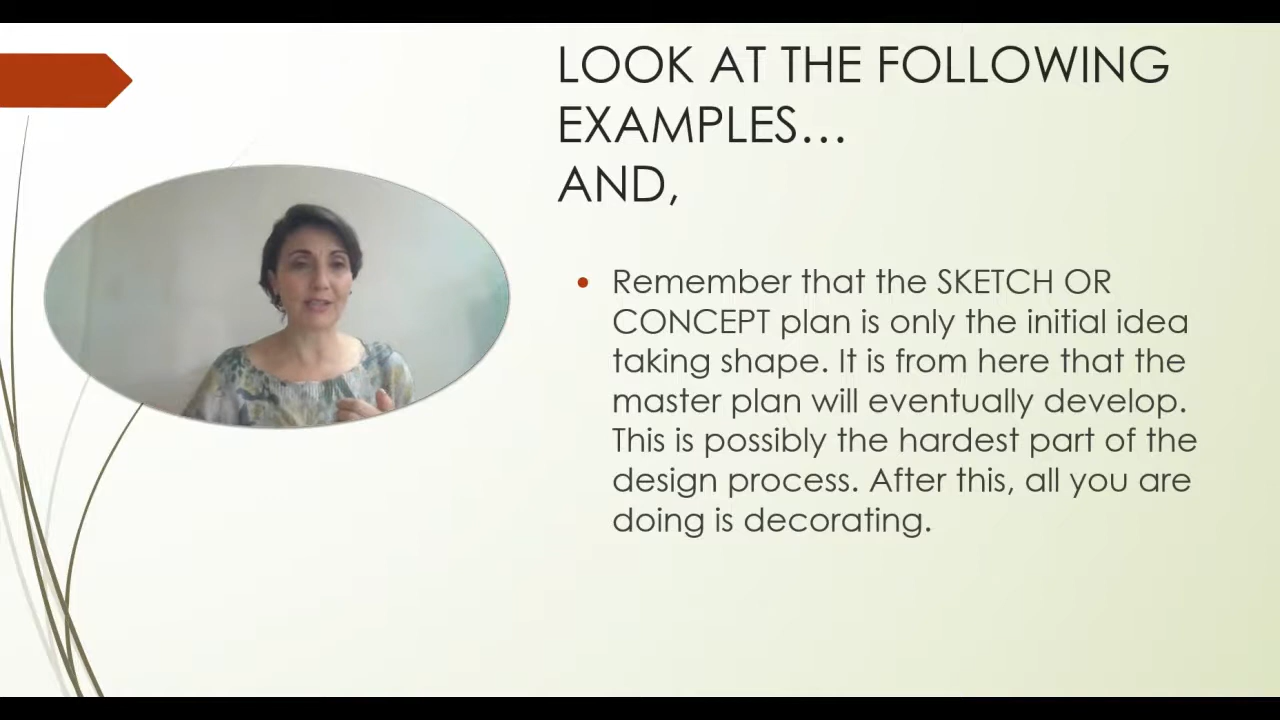 LOOK AT THE FOLLOWING
EXAMPLES...
AND,
Remember that the SKETCH OR
CONCEPT plan is only the initial idea
taking shape. It is from here that the
master plan will eventually develop.
This is possibly the hardest part of the
design process. After this, all you are
doing is decorating.